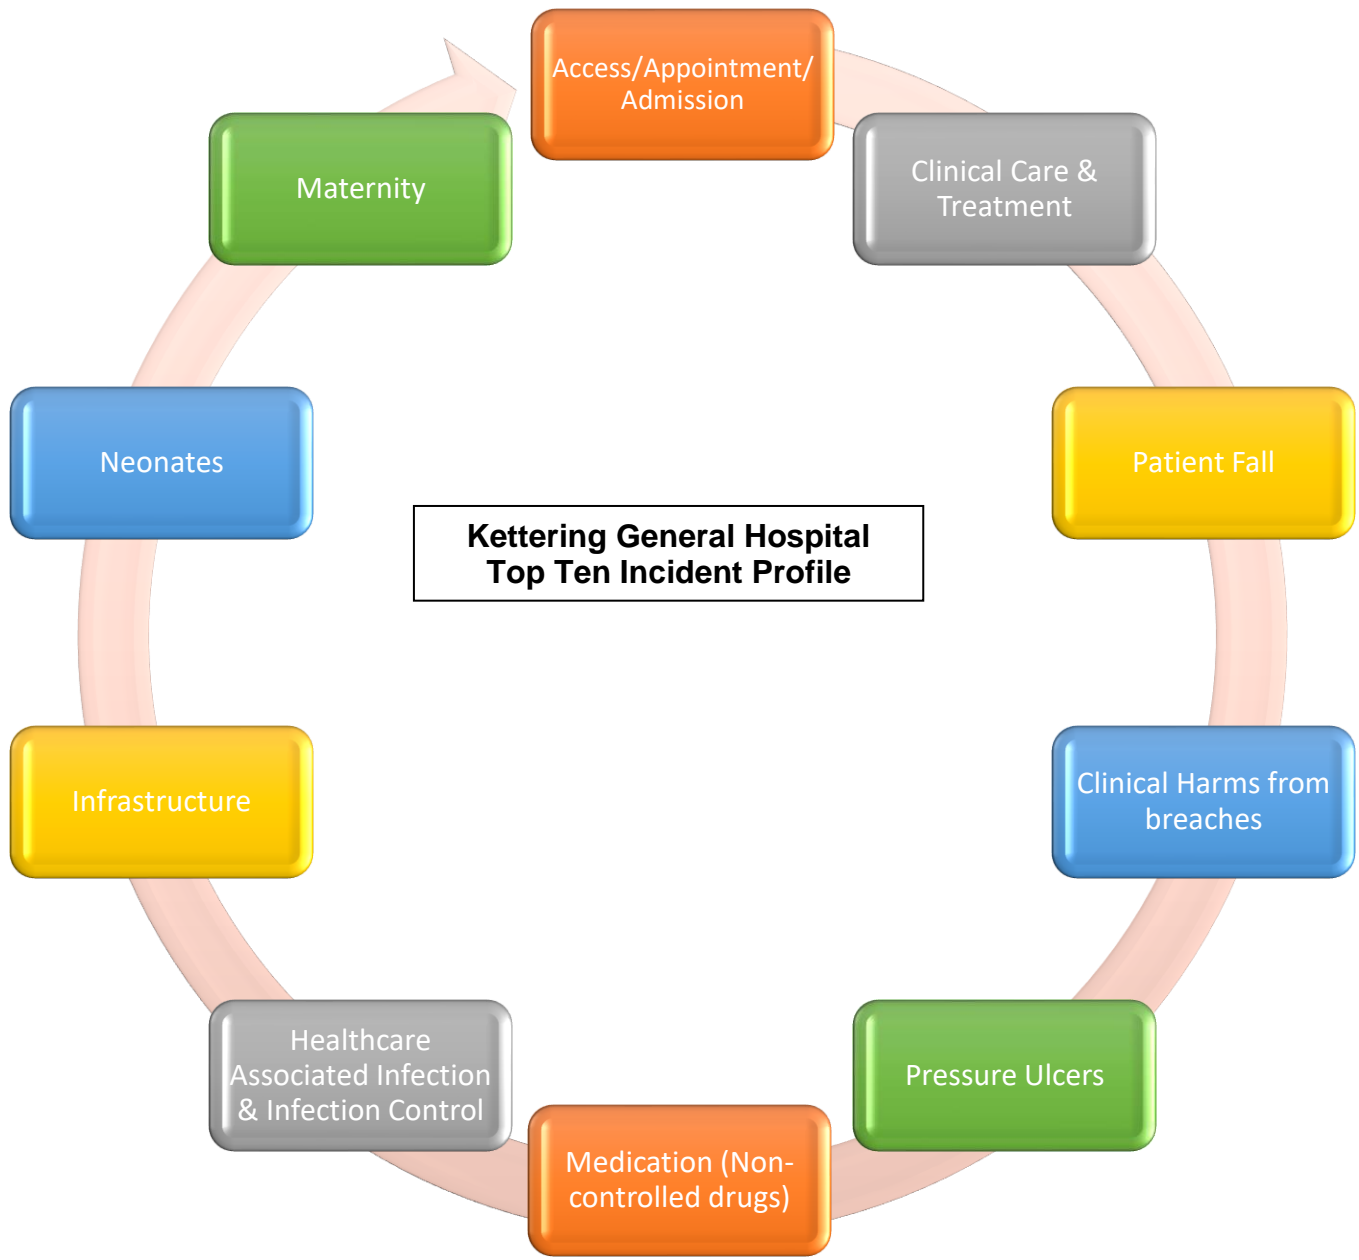 Access/Appointment/
Admission
Clinical Care &
Treatment
Patient Fall
Clinical Harms from
breaches
Pressure Ulcers
Medication (Non-
controlled drugs)
Healthcare
Associated Infection
& Infection Control
Infrastructure
Neonates
Maternity
Kettering General Hospital
Top Ten Incident Profile